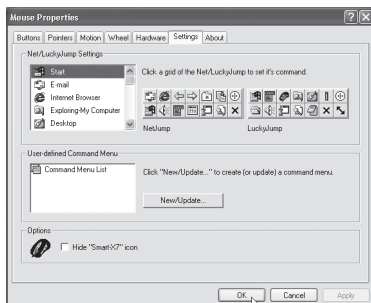 Mouse Properties
Buttons Pointers Motion Wheel Hardware Settings About
Net/LuckyJump Settings
Start
E-mail
Internet Browser
Exploring-My Computer
Desktop
Click a grid of the Net/LuckyJump to set it's command.
NetJump LuckyJump
User-defined Command Menu
Command Menu List
Click "New/Update..." to create (or update) a command menu.
New/Update...
Options
Hide "Smart-X7" icon
OK Cancel Apply